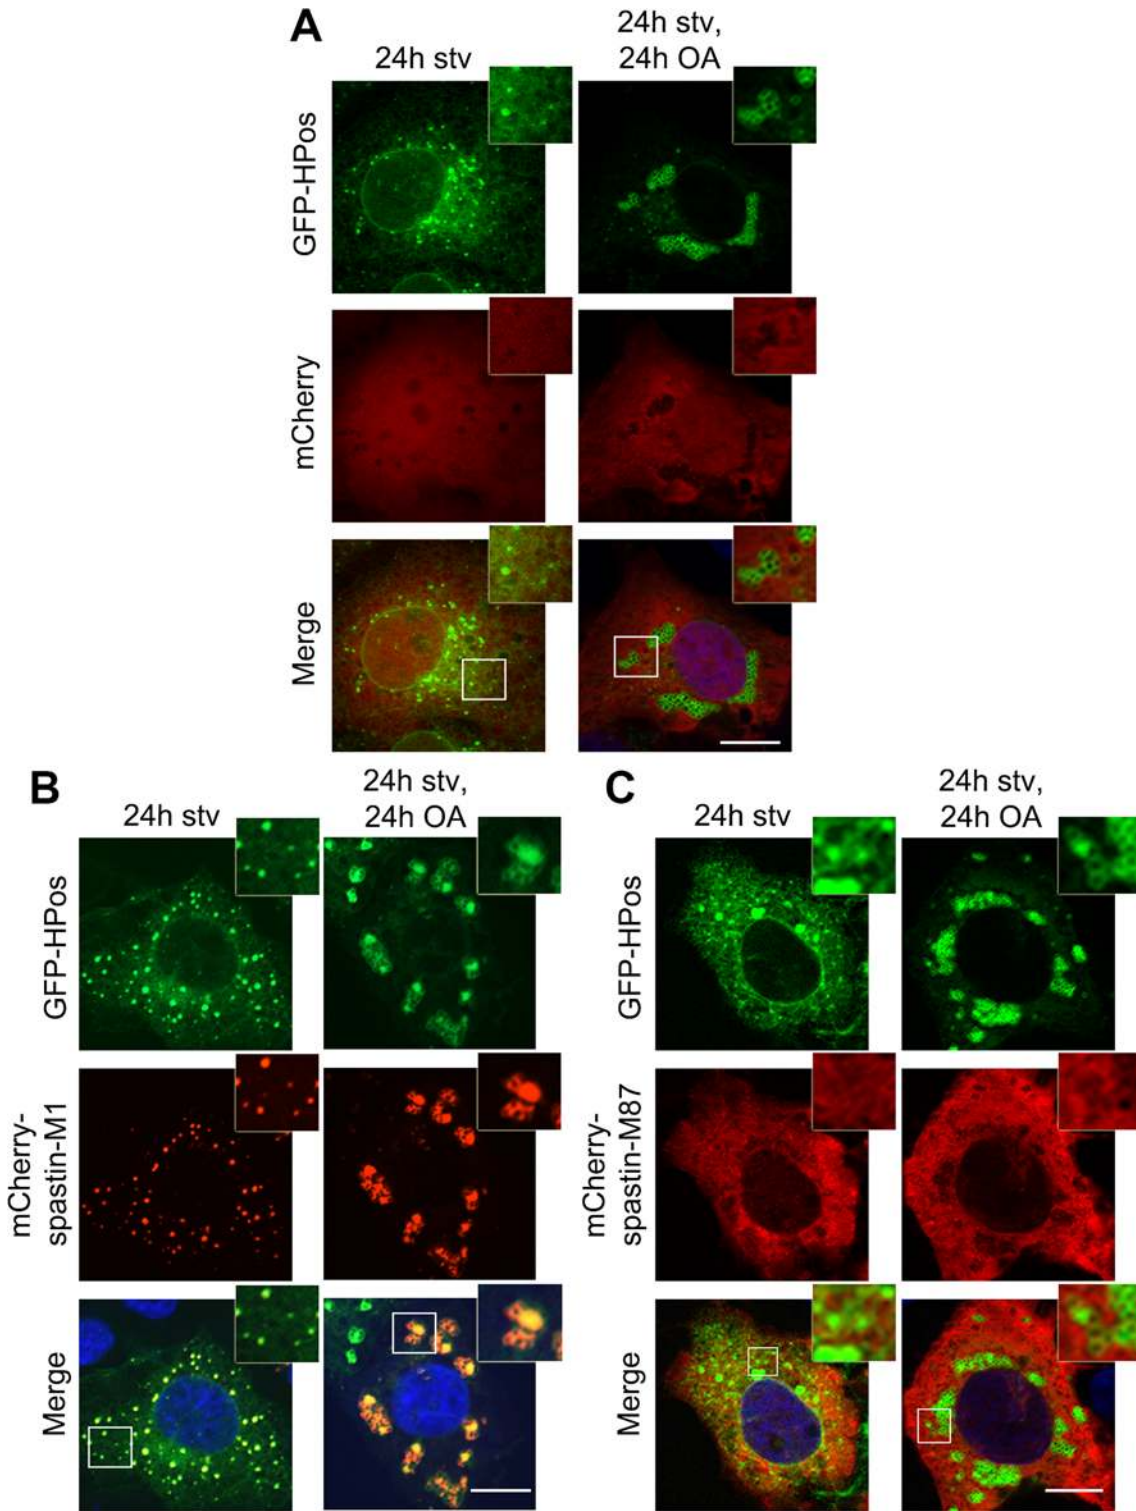 A
24h stv
24h stv,
24h OA
GFP-HPos
mCherry
Merge
B
24h stv
24h stv,
24h OA
GFP-HPos
mCherry-
spastin-M1
Merge
C
24h stv
24h stv,
24h OA
GFP-HPos
mCherry-
spastin-M87
Merge